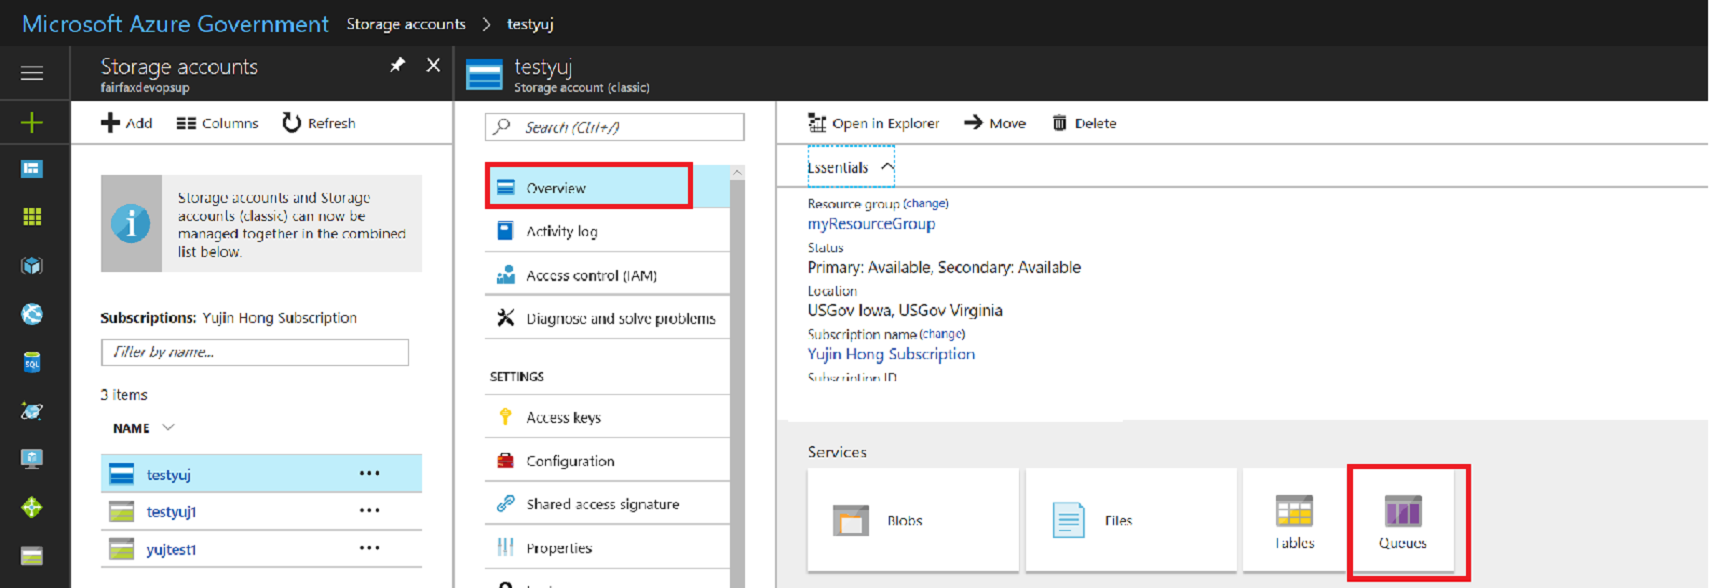 Microsoft Azure Government Storage accounts > testyuj
Storage accounts
fairfaxdevopsup
testyuj
Storage account (classic)
Add Columns Refresh
Storage accounts and Storage
accounts (classic) can now be
managed together in the combined
list below.
Subscriptions: Yujin Hong Subscription
Filter by name...
3 items
NAME
testyuj
testyuj1
yujtest1
Search (Ctrl+/)
Overview
Activity log
Access control (IAM)
Diagnose and solve problems
SETTINGS
Access keys
Configuration
Shared access signature
Properties
Open in Explorer Move Delete
Essentials
Resource group (change)
myResourceGroup
Status
Primary: Available, Secondary: Available
Location
USGov Iowa, USGov Virginia
Subscription name (change)
Yujin Hong Subscription
Subscription ID
Services
Blobs
Files
Tables
Queues
SQL